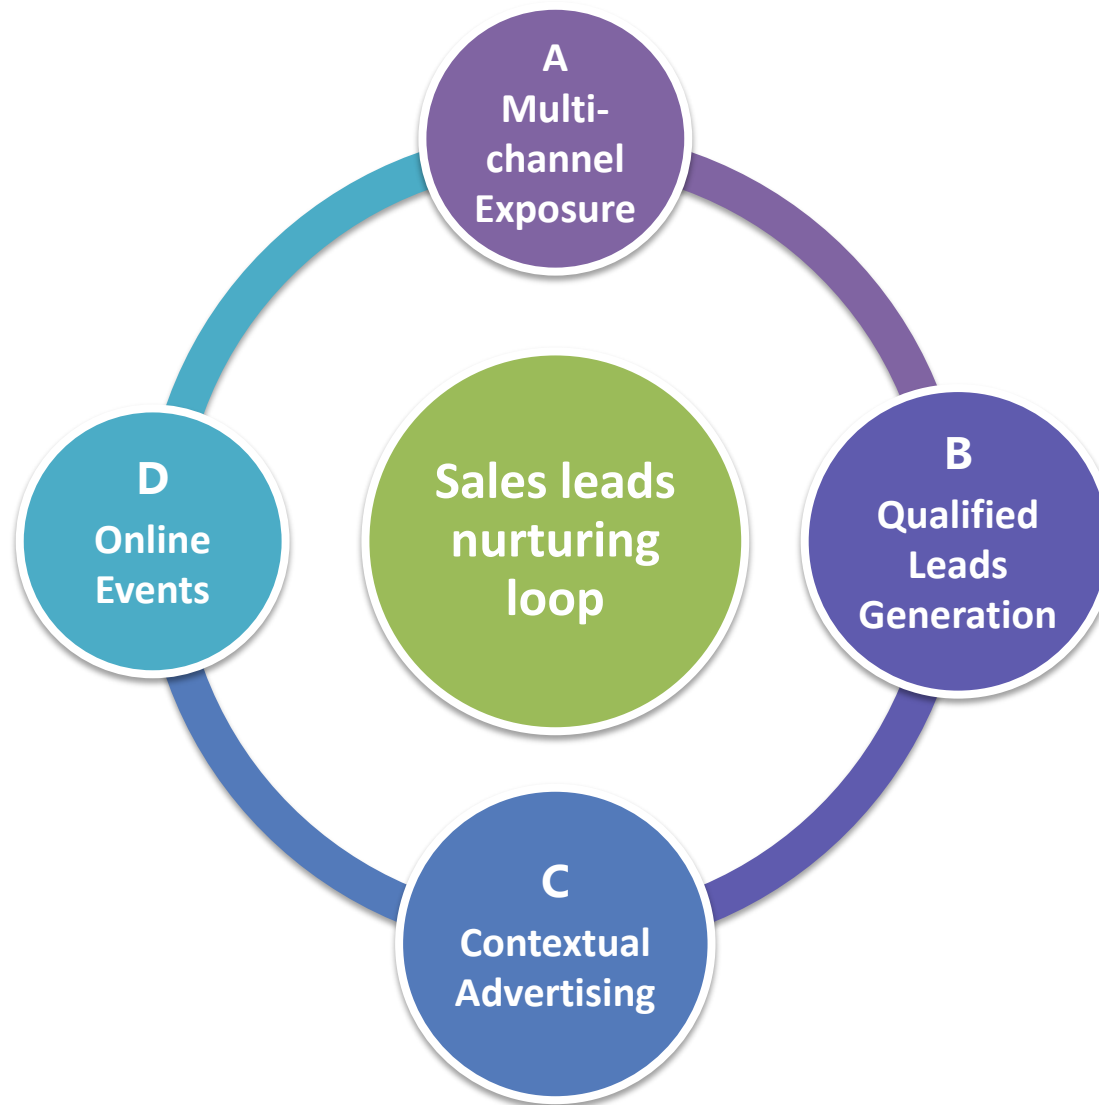 A
Multi-
channel
Exposure
B
Qualified
Leads
Generation
Sales leads
nurturing
loop
D
Online
Events
C
Contextual
Advertising